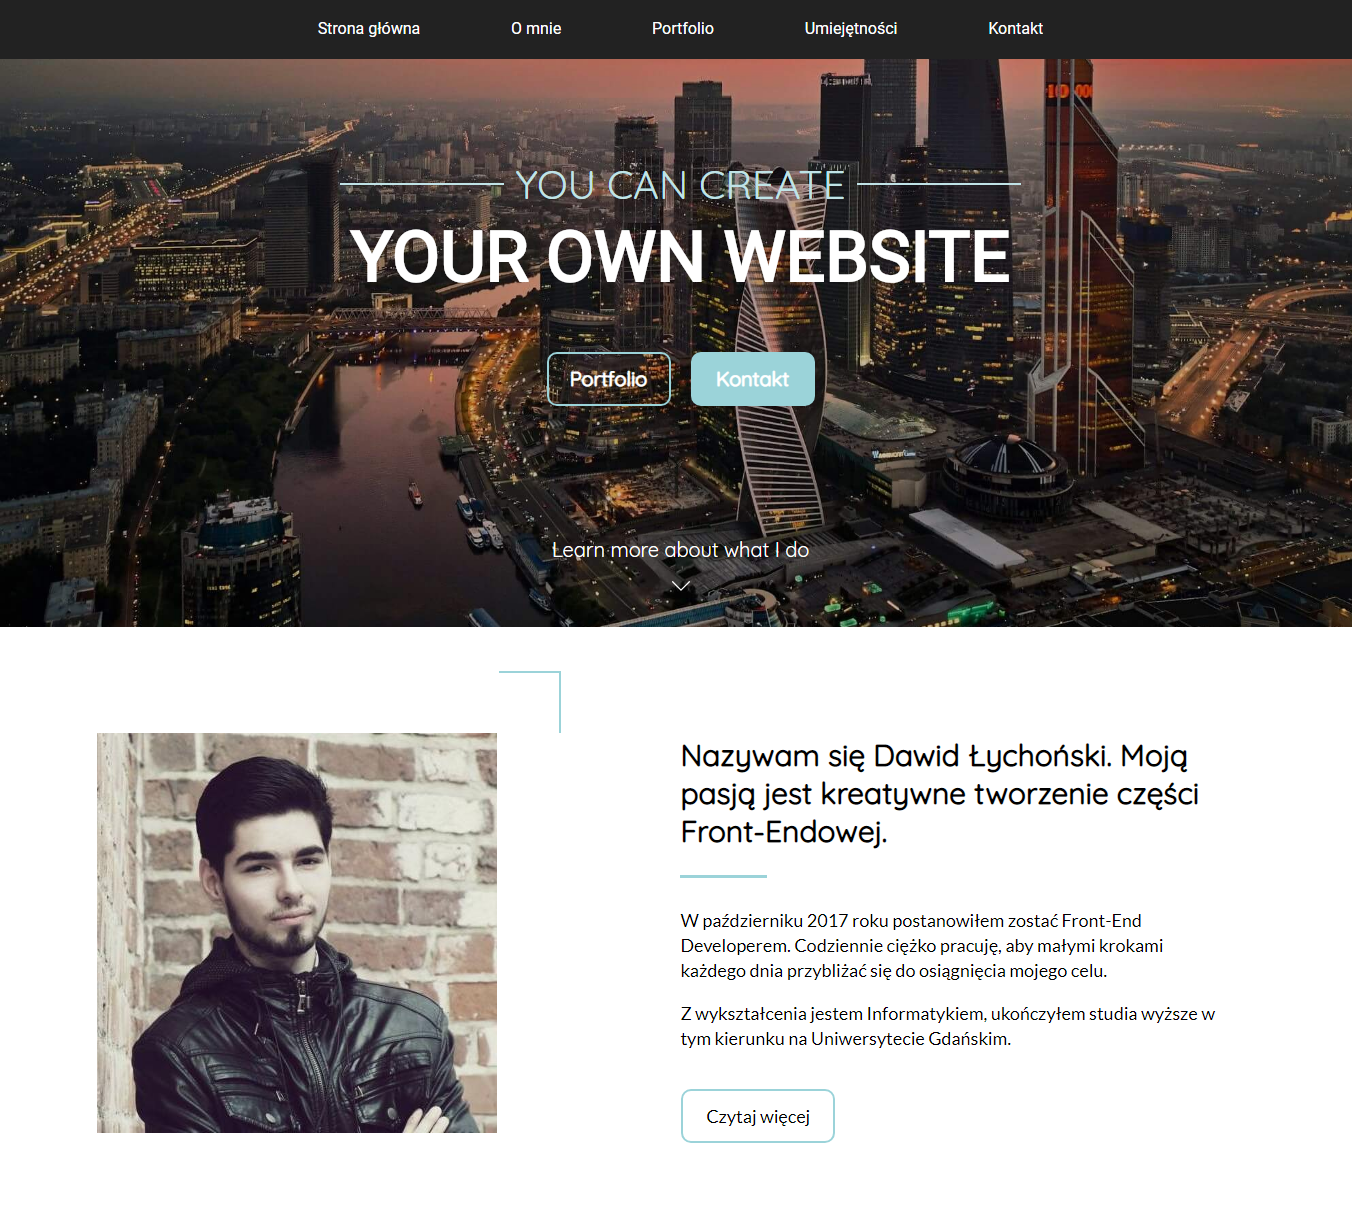 Strona główna O mnie Portfolio Umiejętności Kontakt
YOU CAN CREATE
YOUR OWN WEBSITE
Portfolio Kontakt
Learn more about what I do
Nazywam się Dawid Łychoński. Moją
pasją jest kreatywne tworzenie części
Front-Endowej.
W październiku 2017 roku postanowiłem zostać Front-End
Developerem. Codziennie ciężko pracuję, aby małymi krokami
każdego dnia przybliżać się do osiągnięcia mojego celu.
Z wykształcenia jestem Informatykiem, ukończyłem studia wyższe w
tym kierunku na Uniwersytecie Gdańskim.
Czytaj więcej